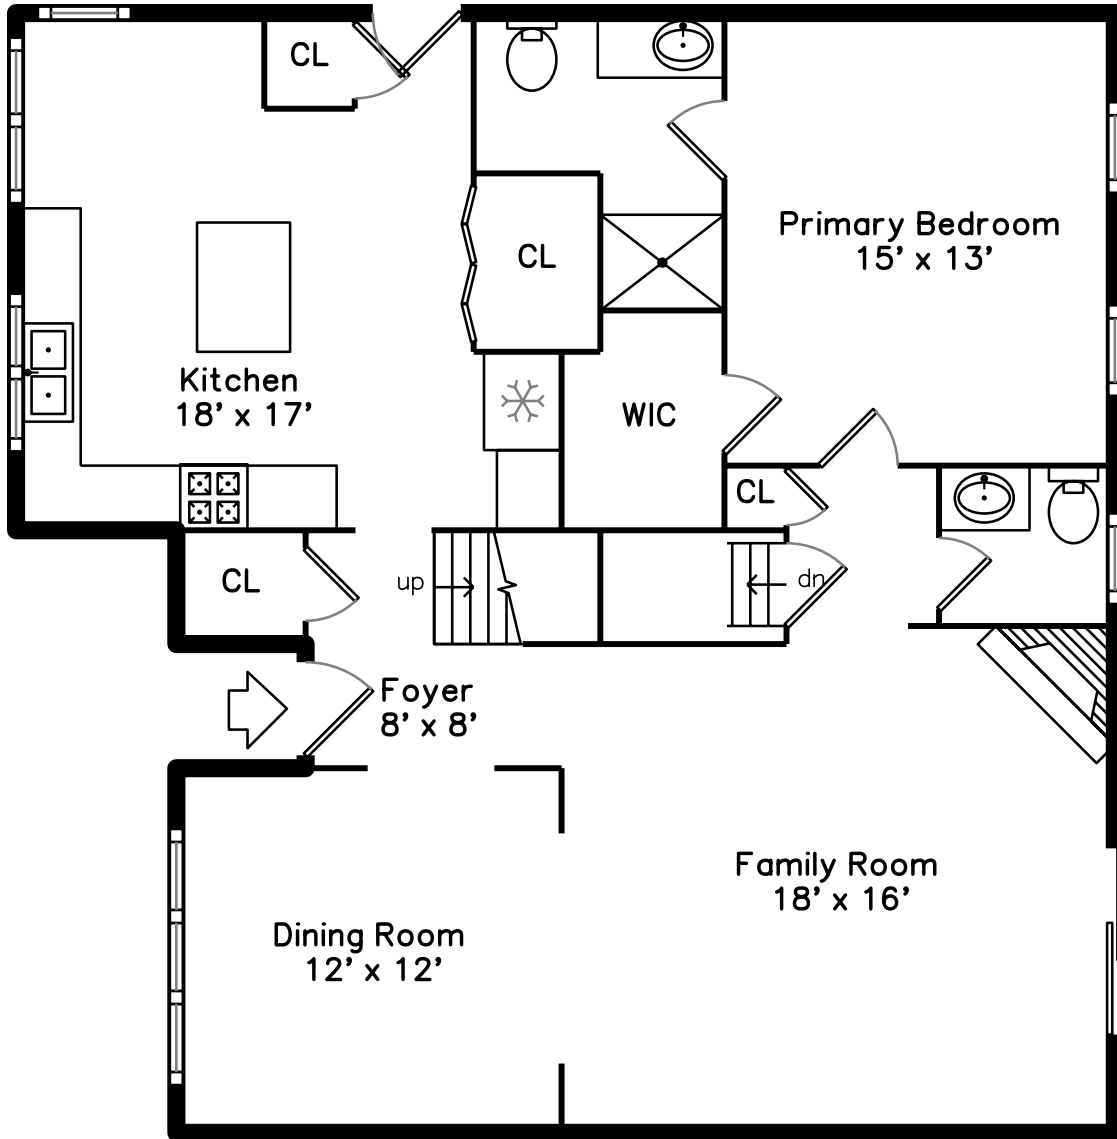 CL
Primary Bedroom
15' x 13'
CL
Kitchen
18' x 17'
WIC
CL
CL
up
dn
Foyer
8' x 8'
Family Room
18' x 16'
Dining Room
12' x 12'